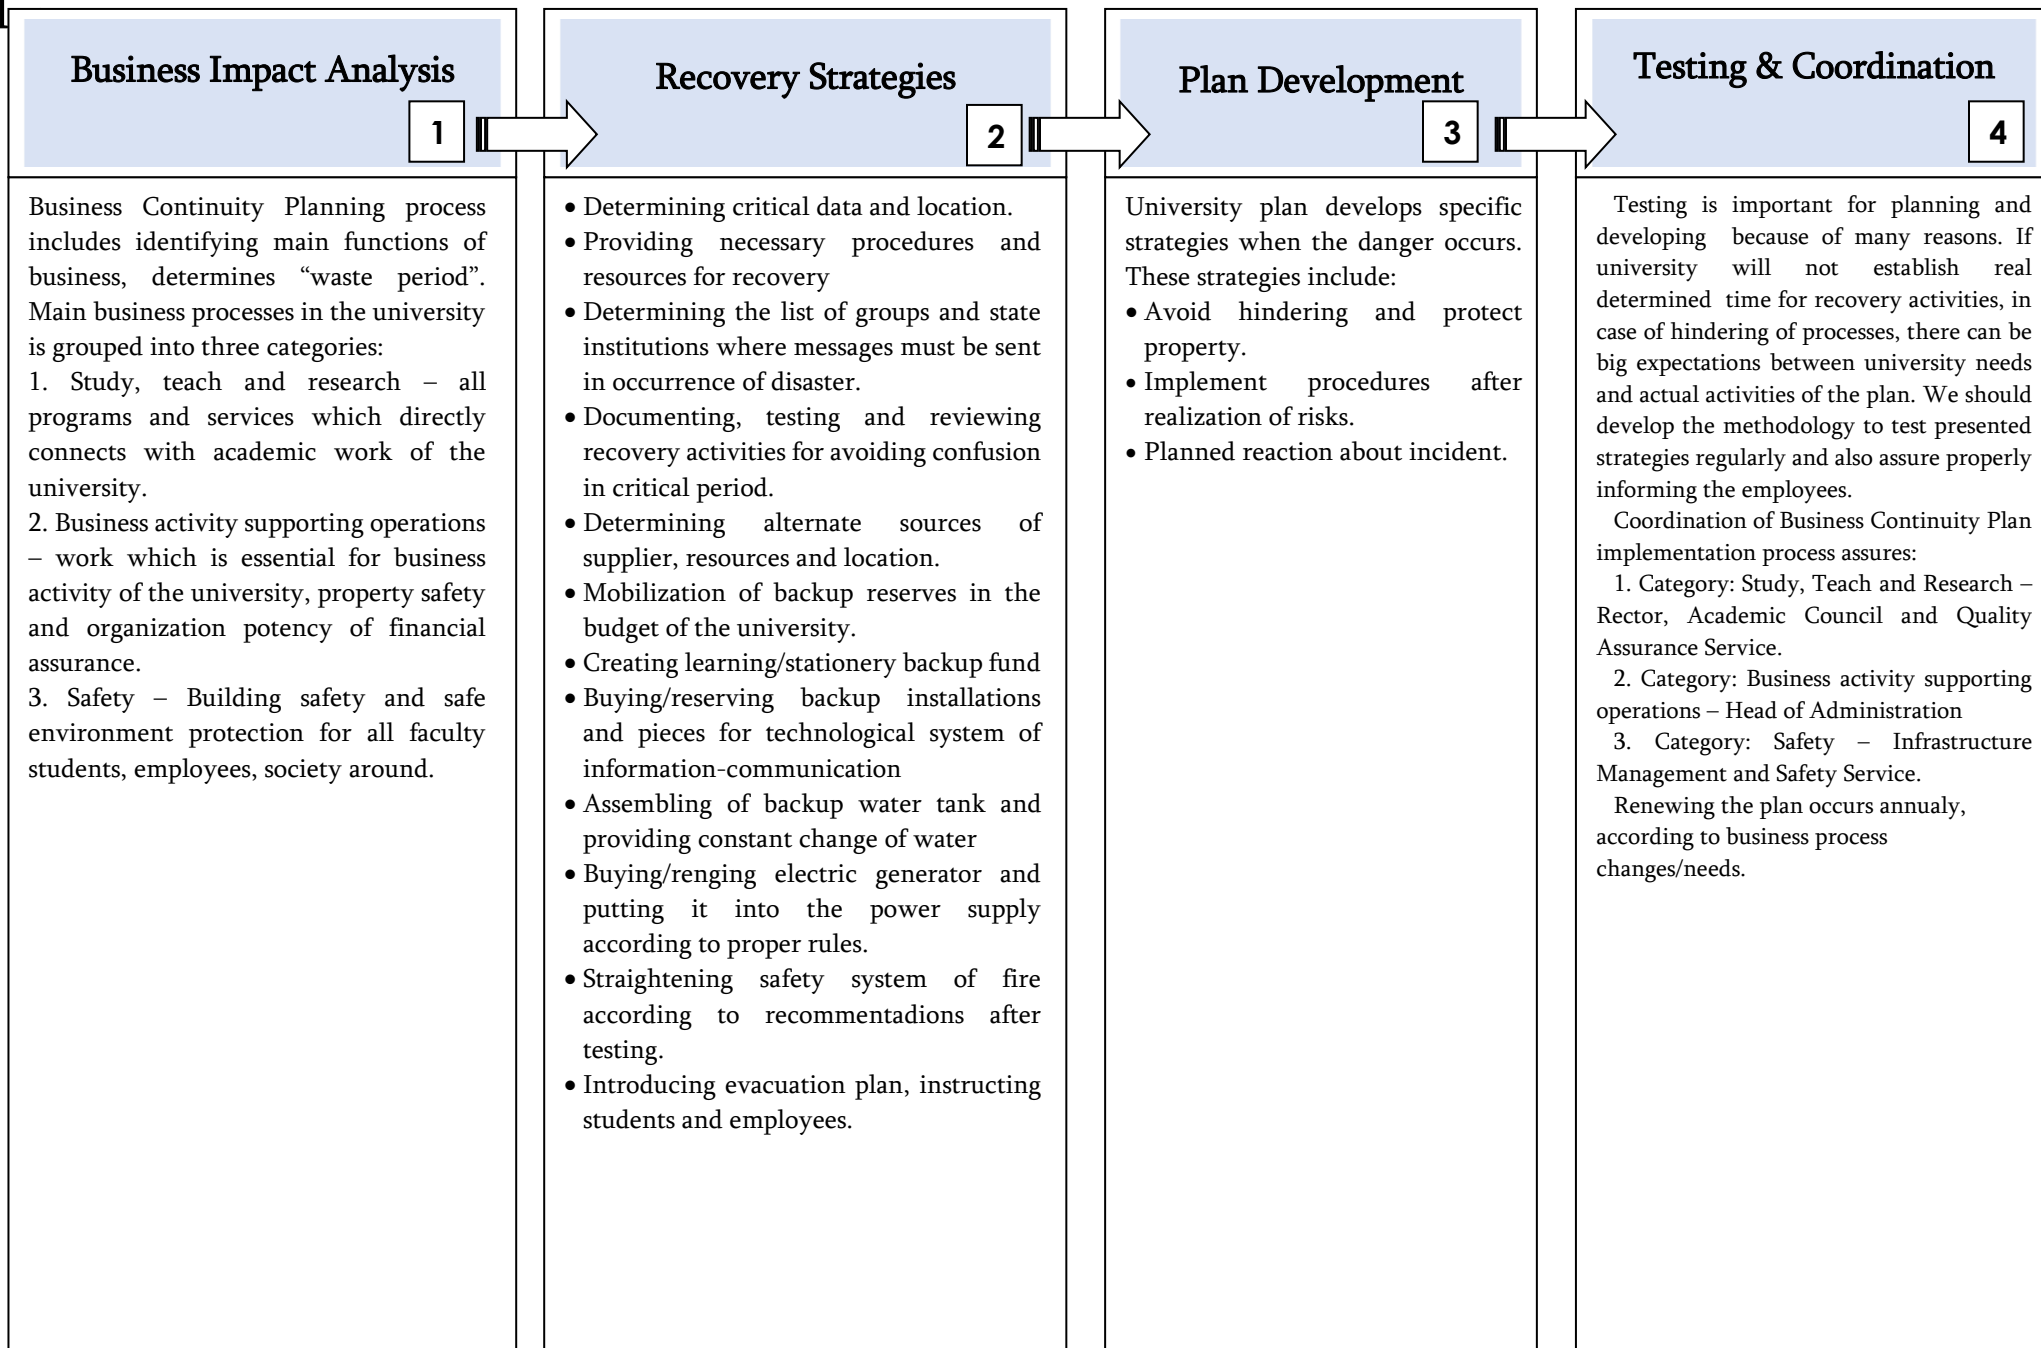 Business Impact Analysis
1
Business Continuity Planning process
includes identifying main functions of
business, determines “waste period”.
Main business processes in the university
is grouped into three categories:
1. Study, teach and research – all
programs and services which directly
connects with academic work of the
university.
2. Business activity supporting operations
– work which is essential for business
activity of the university, property safety
and organization potency of financial
assurance.
3. Safety – Building safety and safe
environment protection for all faculty
students, employees, society around.
Recovery Strategies
2
• Determining critical data and location.
• Providing necessary procedures and
resources for recovery
• Determining the list of groups and state
institutions where messages must be sent
in occurrence of disaster.
• Documenting, testing and reviewing
recovery activities for avoiding confusion
in critical period.
• Determining alternate sources of
supplier, resources and location.
• Mobilization of backup reserves in the
budget of the university.
• Creating learning/stationery backup fund
• Buying/reserving backup installations
and pieces for technological system of
information-communication
• Assembling of backup water tank and
providing constant change of water
• Buying/renging electric generator and
putting it into the power supply
according to proper rules.
• Straightening safety system of fire
according to recommentadions after
testing.
• Introducing evacuation plan, instructing
students and employees.
Plan Development
3
University plan develops specific
strategies when the danger occurs.
These strategies include:
• Avoid hindering and protect
property.
• Implement procedures after
realization of risks.
• Planned reaction about incident.
Testing & Coordination
4
Testing is important for planning and
developing because of many reasons. If
university will not establish real
determined time for recovery activities, in
case of hindering of processes, there can be
big expectations between university needs
and actual activities of the plan. We should
develop the methodology to test presented
strategies regularly and also assure properly
informing the employees.
Coordination of Business Continuity Plan
implementation process assures:
1. Category: Study, Teach and Research –
Rector, Academic Council and Quality
Assurance Service.
2. Category: Business activity supporting
operations – Head of Administration
3. Category: Safety – Infrastructure
Management and Safety Service.
Renewing the plan occurs annualy,
according to business process
changes/needs.